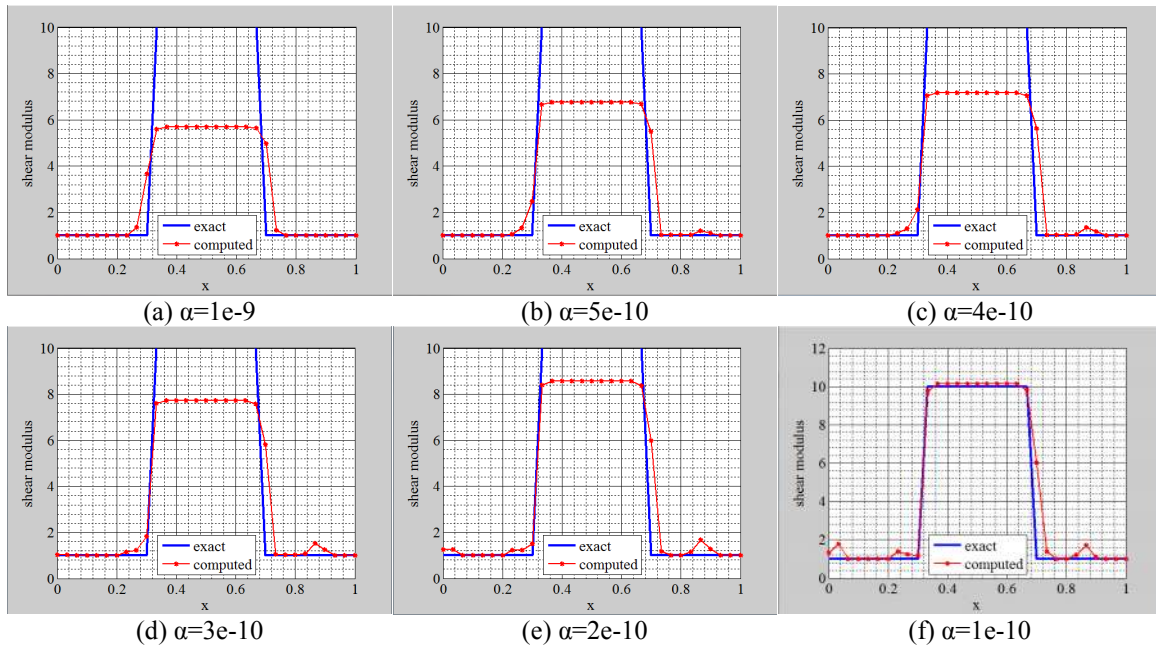 10
8
6
4
2
0
shear modulus
exact
computed
0 0.2 0.4 0.6 0.8 1
x
(a) α=1e-9
10
8
6
4
2
0
shear modulus
exact
computed
0 0.2 0.4 0.6 0.8 1
x
(b) α=5e-10
10
8
6
4
2
0
shear modulus
exact
computed
0 0.2 0.4 0.6 0.8 1
x
(c) α=4e-10
10
8
6
4
2
0
shear modulus
exact
computed
0 0.2 0.4 0.6 0.8 1
x
(d) α=3e-10
10
8
6
4
2
0
shear modulus
exact
computed
0 0.2 0.4 0.6 0.8 1
x
(e) α=2e-10
12
10
8
6
4
2
0
shear modulus
exact
computed
0 0.2 0.4 0.6 0.8 1
x
(f) α=1e-10